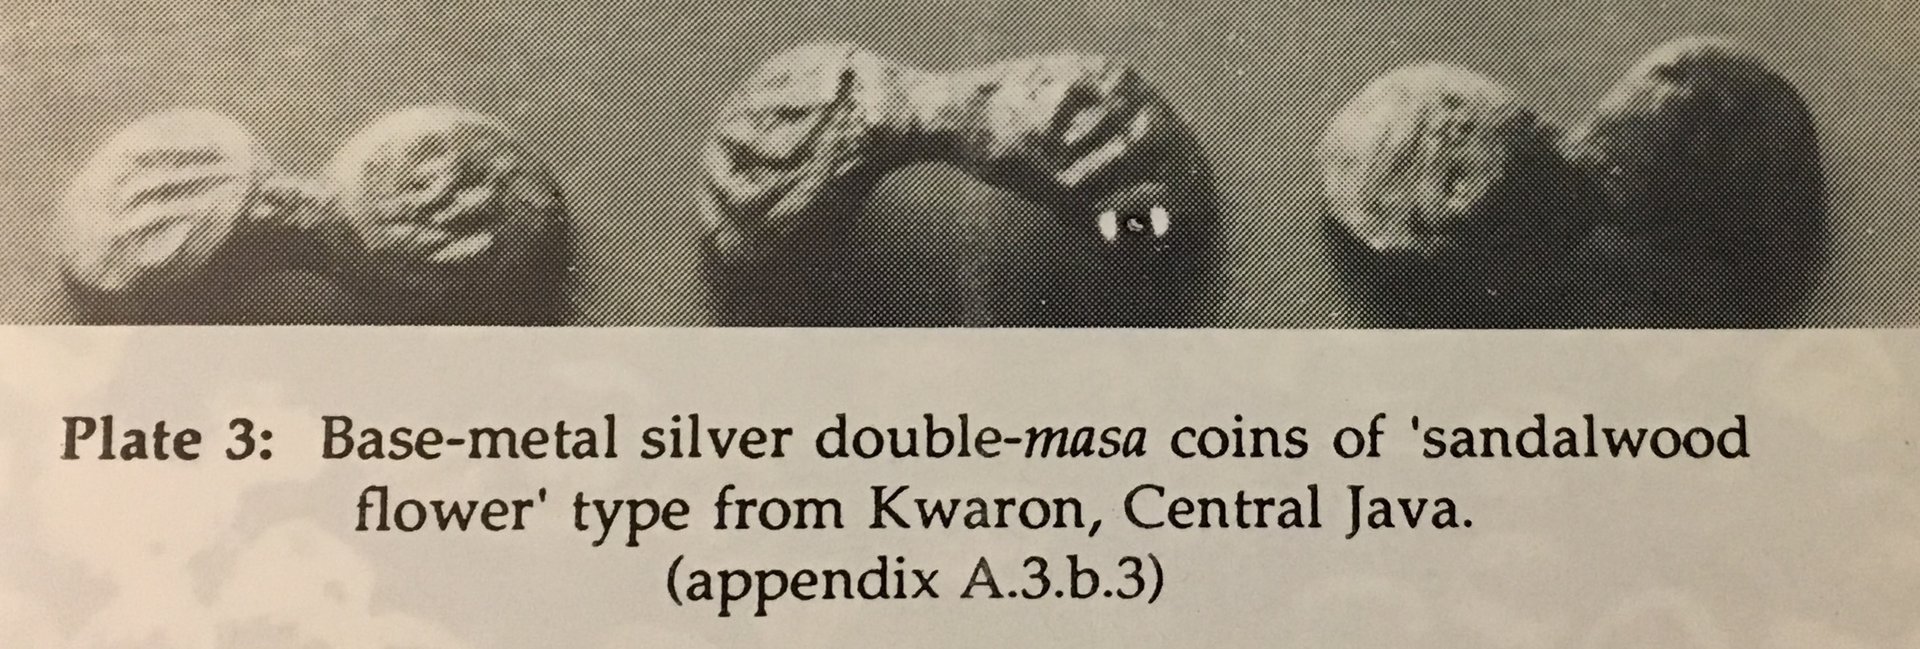 Plate 3: Base-metal silver double-masa coins of 'sandalwood
flower' type from Kwaron, Central Java.
(appendix A.3.b.3)